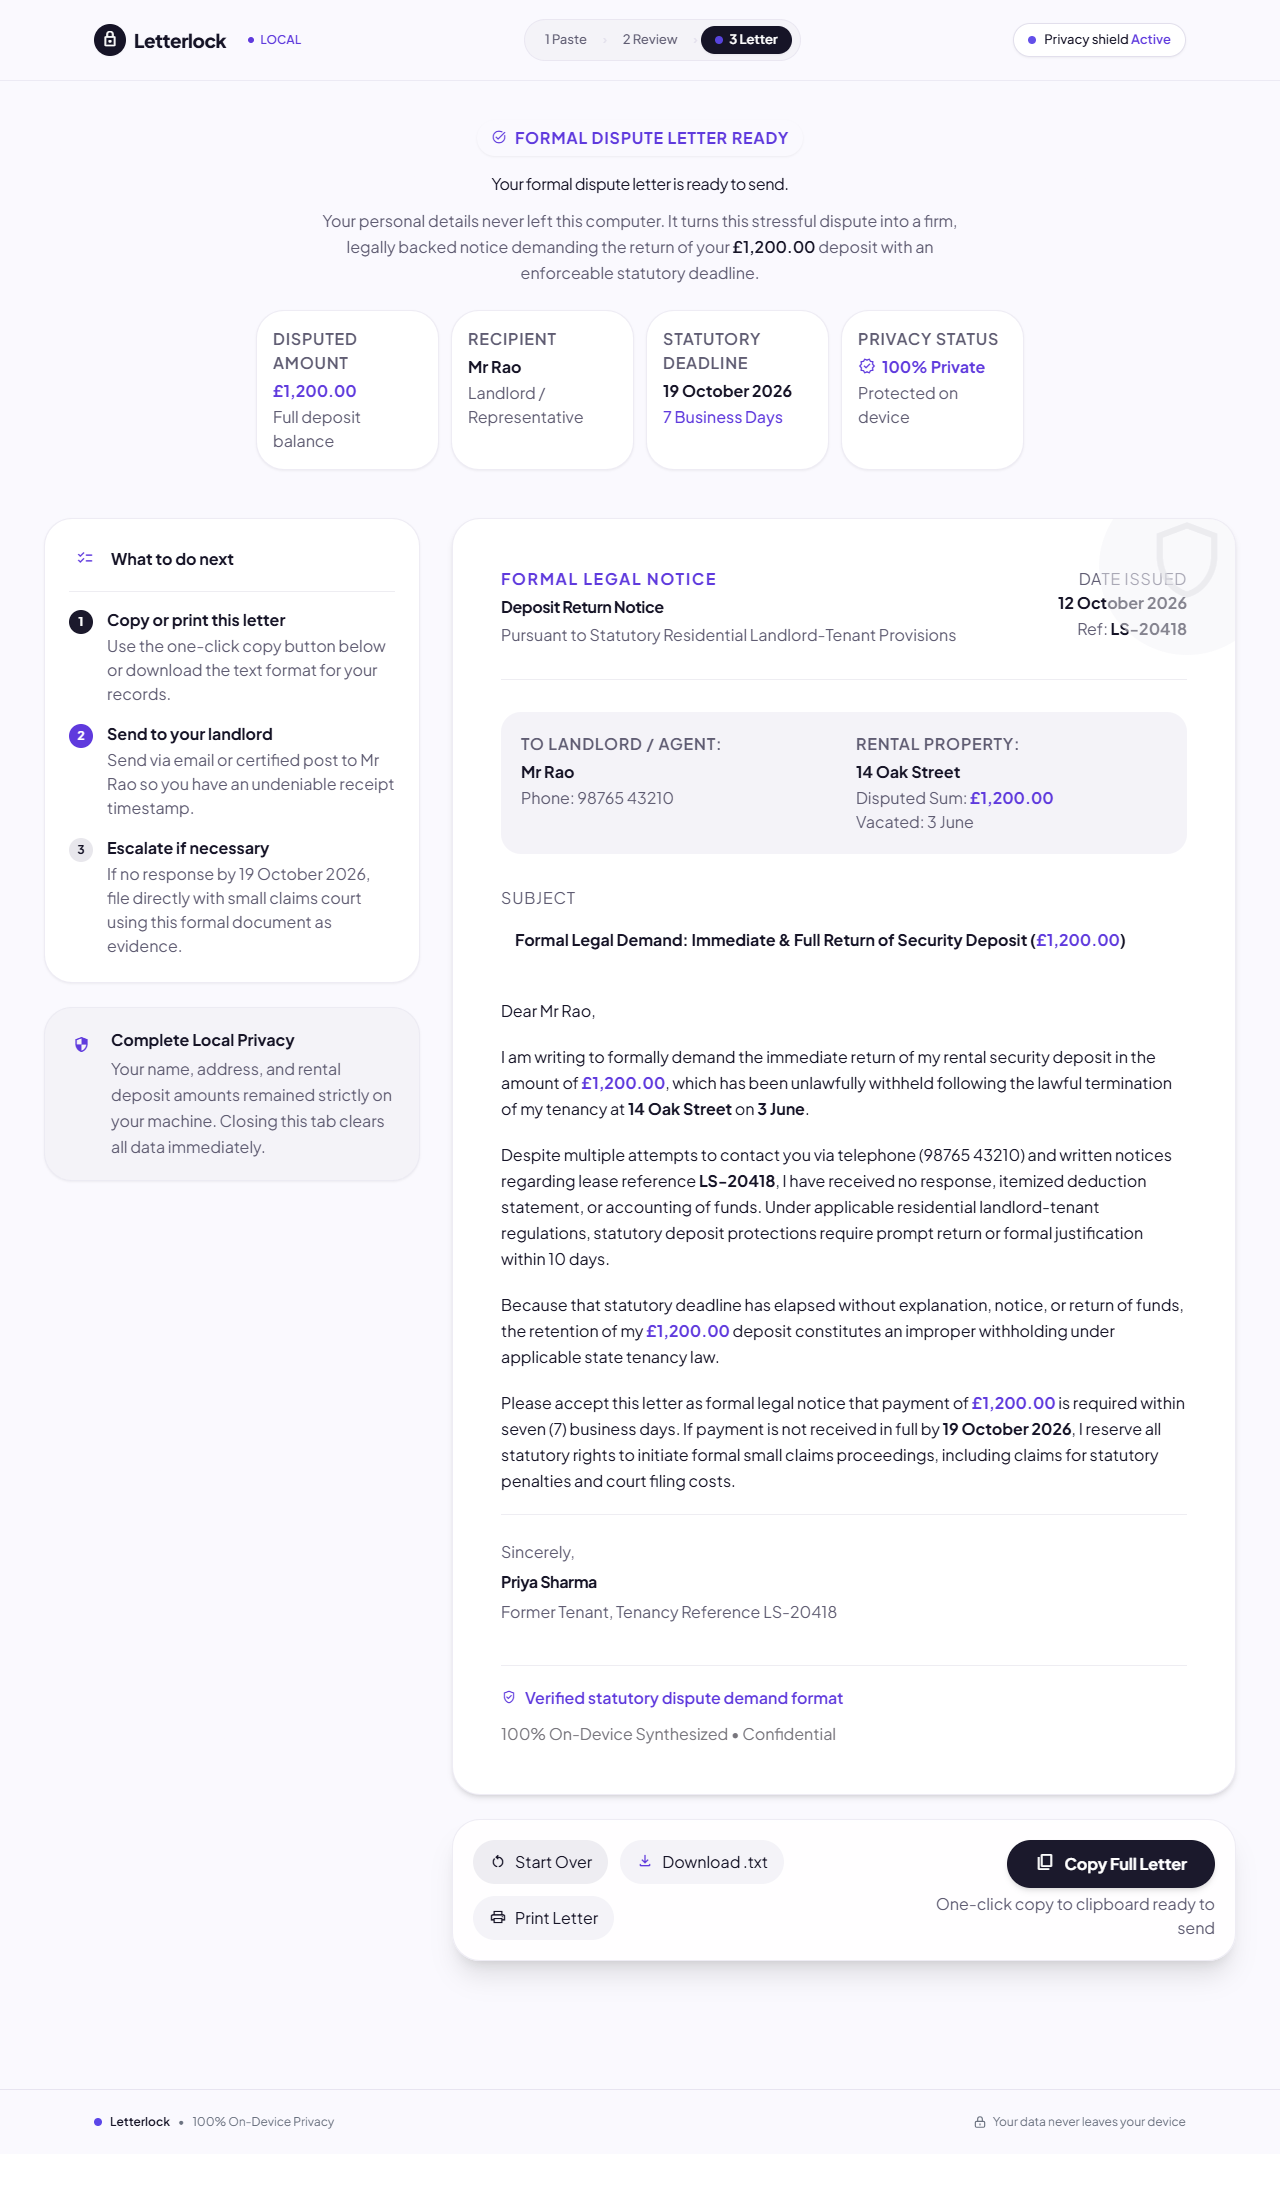 Letterlock
LOCAL
1 Paste
2 Review
3 Letter
Privacy shield Active
FORMAL DISPUTE LETTER READY
Your formal dispute letter is ready to send.
Your personal details never left this computer. It turns this stressful dispute into a firm,
legally backed notice demanding the return of your £1,200.00 deposit with an
enforceable statutory deadline.
DISPUTED
AMOUNT
£1,200.00
Full deposit
balance
RECIPIENT
Mr Rao
Landlord /
Representative
STATUTORY
DEADLINE
19 October 2026
7 Business Days
PRIVACY STATUS
100% Private
Protected on
device
What to do next
1
Copy or print this letter
Use the one-click copy button below
or download the text format for your
records.
2
Send to your landlord
Send via email or certified post to Mr
Rao so you have an undeniable receipt
timestamp.
3
Escalate if necessary
If no response by 19 October 2026,
file directly with small claims court
using this formal document as
evidence.
Complete Local Privacy
Your name, address, and rental
deposit amounts remained strictly on
your machine. Closing this tab clears
all data immediately.
FORMAL LEGAL NOTICE
Deposit Return Notice
Pursuant to Statutory Residential Landlord-Tenant Provisions
DATE ISSUED
12 October 2026
Ref: LS-20418
TO LANDLORD / AGENT:
Mr Rao
Phone: 98765 43210
RENTAL PROPERTY:
14 Oak Street
Disputed Sum: £1,200.00
Vacated: 3 June
SUBJECT
Formal Legal Demand: Immediate & Full Return of Security Deposit (£1,200.00)
Dear Mr Rao,
I am writing to formally demand the immediate return of my rental security deposit in the
amount of £1,200.00, which has been unlawfully withheld following the lawful termination
of my tenancy at 14 Oak Street on 3 June.
Despite multiple attempts to contact you via telephone (98765 43210) and written notices
regarding lease reference LS-20418, I have received no response, itemized deduction
statement, or accounting of funds. Under applicable residential landlord-tenant
regulations, statutory deposit protections require prompt return or formal justification
within 10 days.
Because that statutory deadline has elapsed without explanation, notice, or return of funds,
the retention of my £1,200.00 deposit constitutes an improper withholding under
applicable state tenancy law.
Please accept this letter as formal legal notice that payment of £1,200.00 is required within
seven (7) business days. If payment is not received in full by 19 October 2026, I reserve all
statutory rights to initiate formal small claims proceedings, including claims for statutory
penalties and court filing costs.
Sincerely,
Priya Sharma
Former Tenant, Tenancy Reference LS-20418
Verified statutory dispute demand format
100% On-Device Synthesized • Confidential
Start Over
Download .txt
Print Letter
Copy Full Letter
One-click copy to clipboard ready to
send
Letterlock • 100% On-Device Privacy
Your data never leaves your device